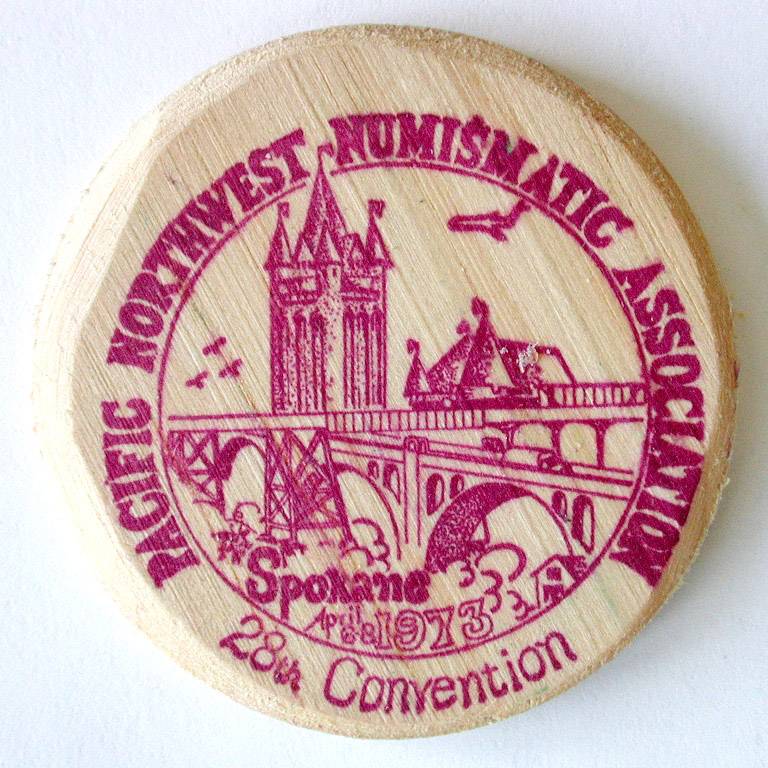 PACIFIC NORTHWEST NUMISMATIC ASSOCIATION
Spokane
April 6-8 1973
28th Convention